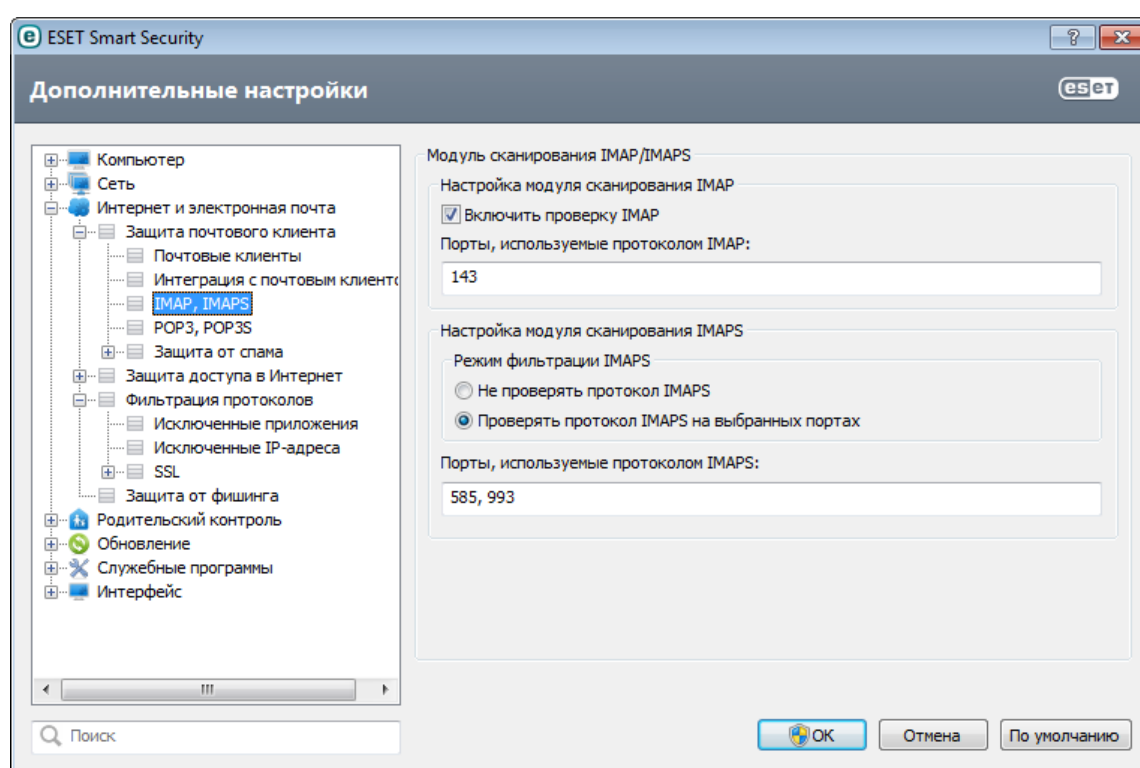 ESET Smart Security
Дополнительные настройки
eset
Компьютер
Сеть
Интернет и электронная почта
Защита почтового клиента
Почтовые клиенты
Интеграция с почтовым клиенто
IMAP, IMAPS
POP3, POP3S
Защита от спама
Защита доступа в Интернет
Фильтрация протоколов
Исключенные приложения
Исключенные IP-адреса
SSL
Защита от фишинга
Родительский контроль
Обновление
Служебные программы
Интерфейс
Поиск
Модуль сканирования IMAP/IMAPS
Настройка модуля сканирования IMAP
Включить проверку IMAP
Порты, используемые протоколом IMAP:
143
Настройка модуля сканирования IMAPS
Режим фильтрации IMAPS
Не проверять протокол IMAPS
Проверять протокол IMAPS на выбранных портах
Порты, используемые протоколом IMAPS:
585, 993
OK
Отмена
По умолчанию